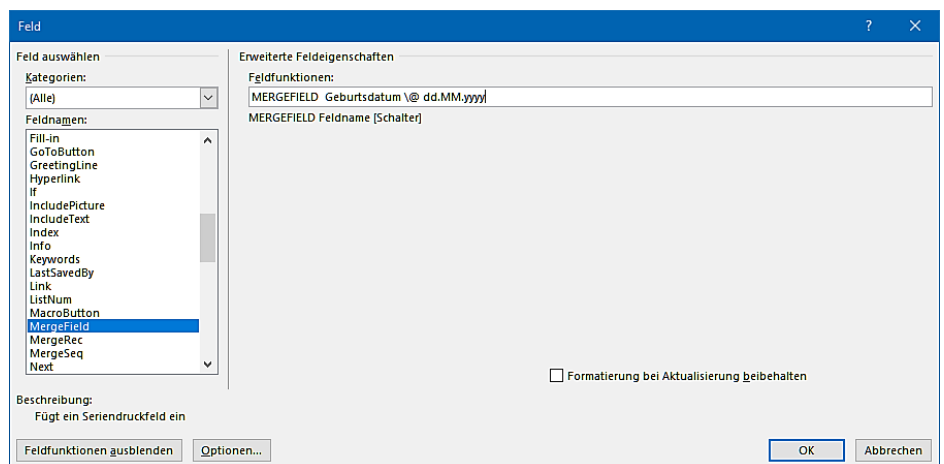 Feld
?
Feld auswählen
Kategorien:
(Alle)
Feldnamen:
Fill-in
GoToButton
GreetingLine
Hyperlink
If
IncludePicture
IncludeText
Index
Info
Keywords
LastSavedBy
Link
ListNum
MacroButton
MergeField
MergeRec
MergeSeq
Next
Erweiterte Feldeigenschaften
Feldfunktionen:
MERGEFIELD  Geburtsdatum \@ dd.MM.yyyy
MERGEFIELD Feldname [Schalter]
Formatierung bei Aktualisierung beibehalten
Beschreibung:
Fügt ein Seriendruckfeld ein
Feldfunktionen ausblenden
Optionen...
OK
Abbrechen